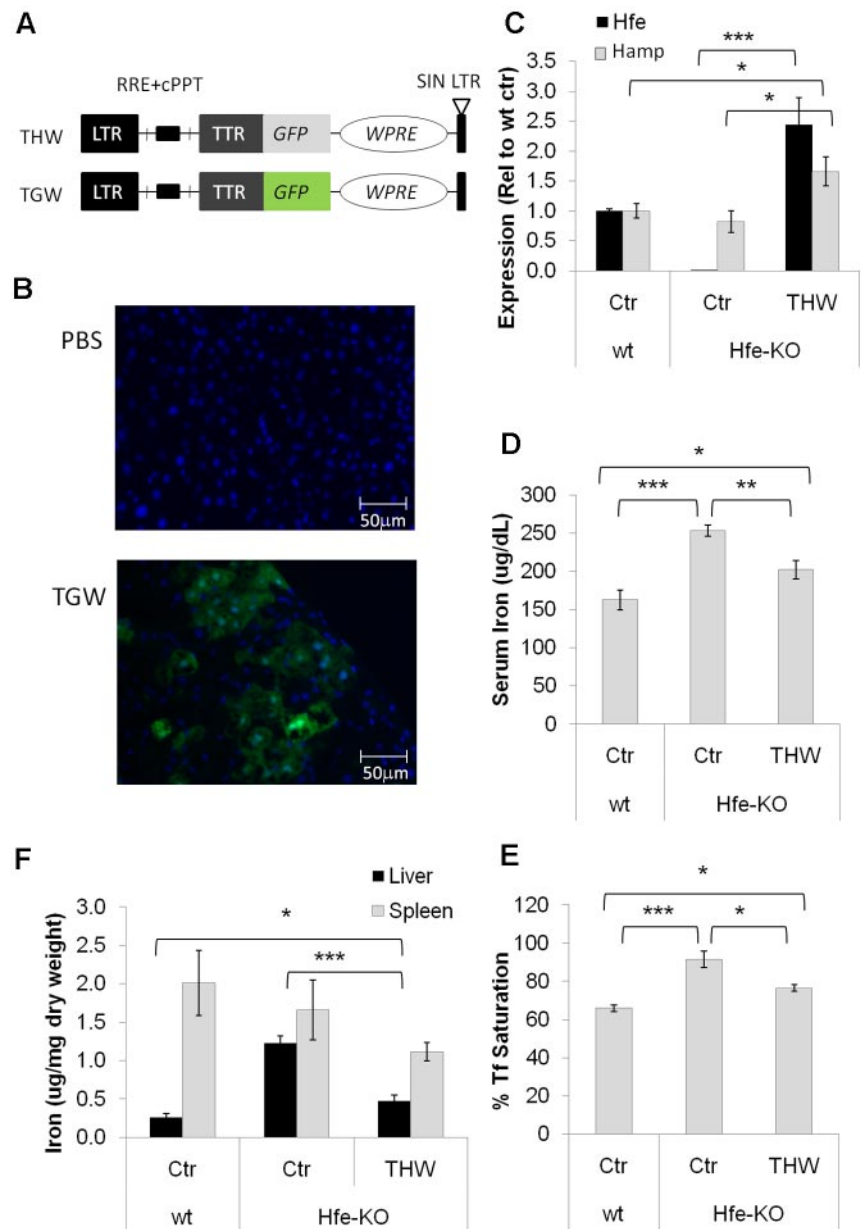 A
RRE+cPPT
SIN LTR
THW LTR TTR GFP WPRE
TGW LTR TTR GFP WPRE
B
PBS
50µm
TGW
50µm
C
Hfe
Hamp
***
*
*
Expression (Rel to wt ctr)
3.5
3.0
2.5
2.0
1.5
1.0
0.5
0.0
Ctr Ctr THW
wt Hfe-KO
D
*
*** **
Serum Iron (ug/dL)
300
250
200
150
100
50
0
Ctr Ctr THW
wt Hfe-KO
F
Liver
Spleen
*
***
Iron (ug/mg dry weight)
3.0
2.5
2.0
1.5
1.0
0.5
0.0
Ctr Ctr THW
wt Hfe-KO
E
*
*** *
% Tf Saturation
120
100
80
60
40
20
0
Ctr Ctr THW
wt Hfe-KO